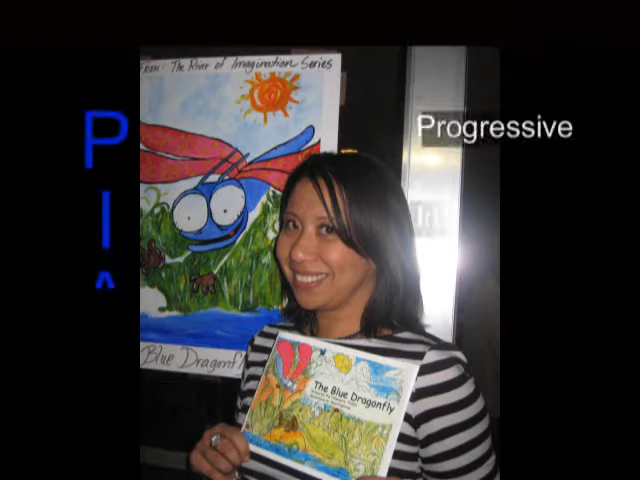 FROM: The River of Imagination Series
P
I
Progressive
Blue Dragonfl
The Blue Dragonfly